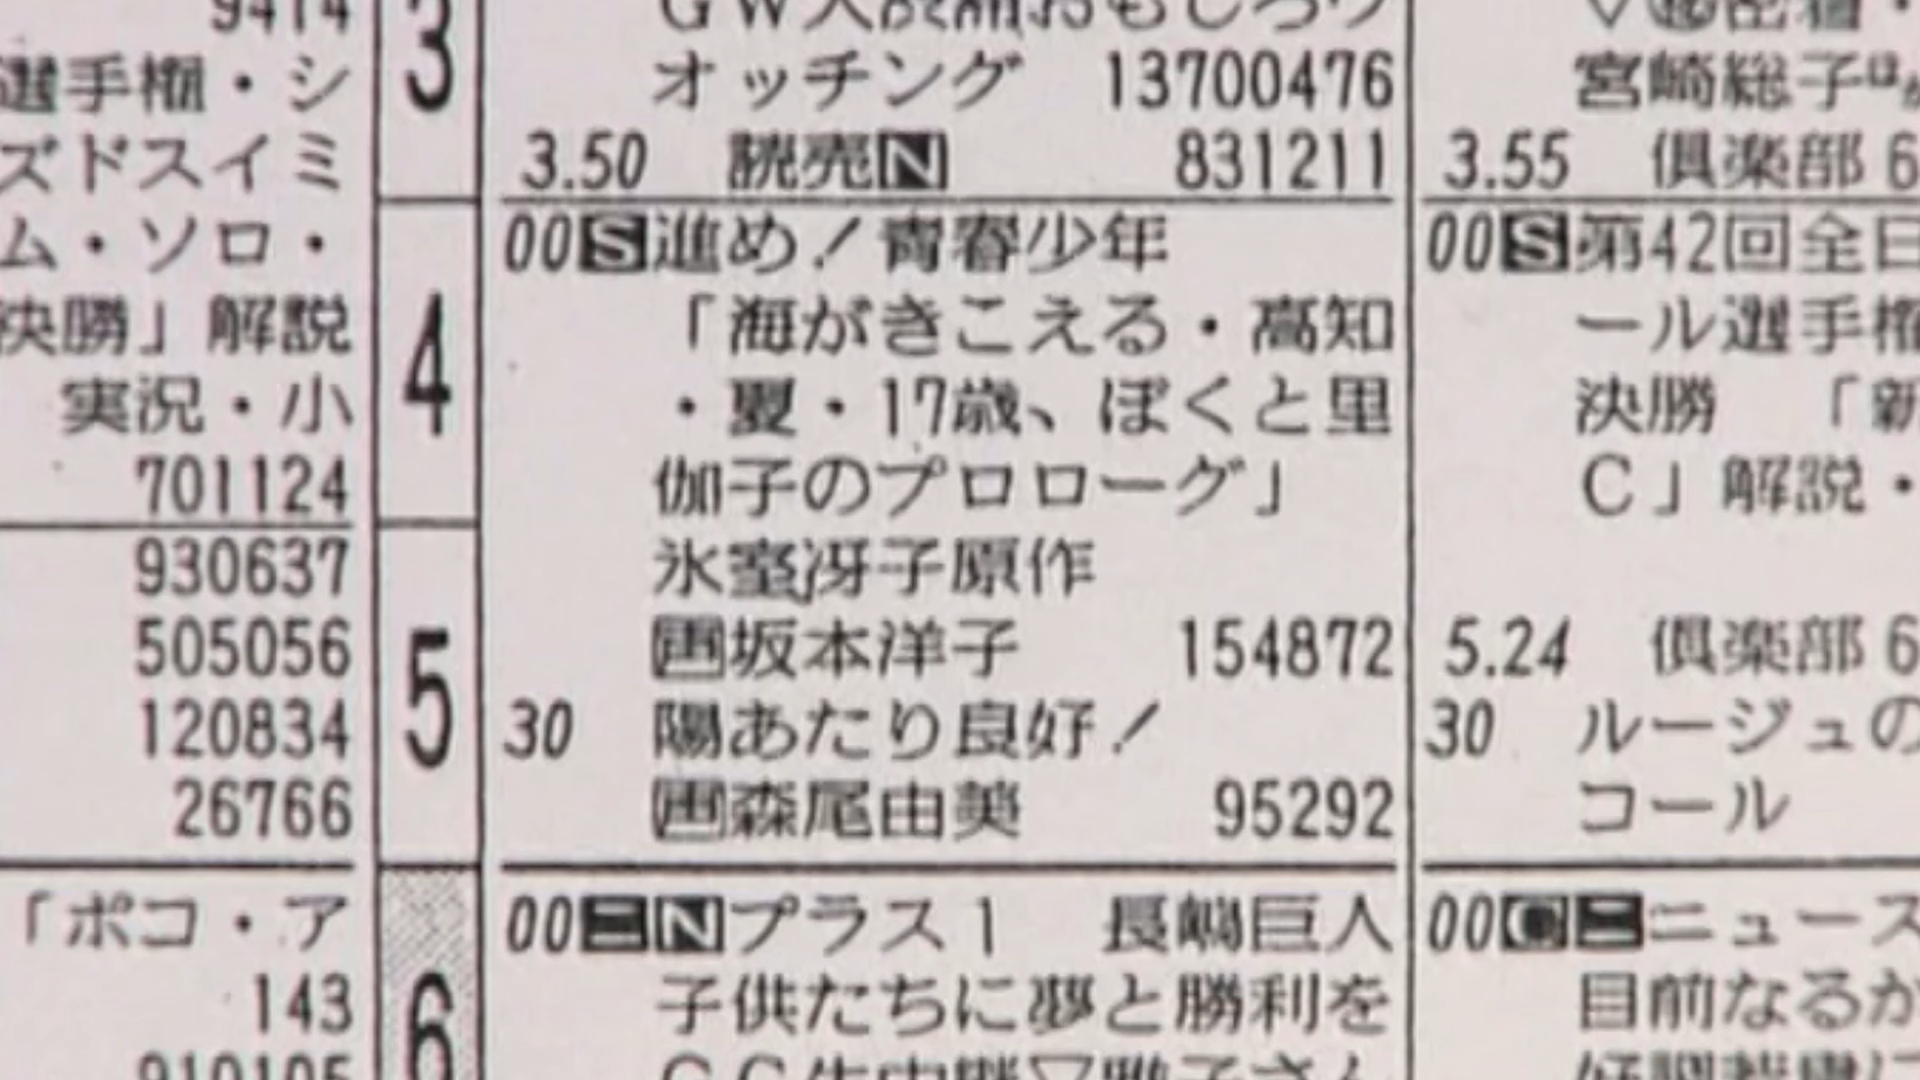 9414
選手権・シ
ズドスイミ
ム・ソロ・
決勝」解説
実況・小
701124
930637
505056
120834
26766
「ポコ・ア
143
910105
3
4
5
6
オッチング 13700476
3.50 読売N 831211
00S進め!青春少年
「海がきこえる・高知
・夏・17歳、ぼくと里
伽子のプロローグ」
氷室冴子原作
声坂本洋子 154872
30 陽あたり良好!
声森尾由美 95292
00二Nプラス1 長嶋巨人
子供たちに夢と勝利を
宮崎総子ほか
3.55 倶楽部6
00S第42回全日
ール選手権
決勝 「新
C」解説・
5.24 倶楽部6
30 ルージュの
コール
00C二ニュース
目前なるか